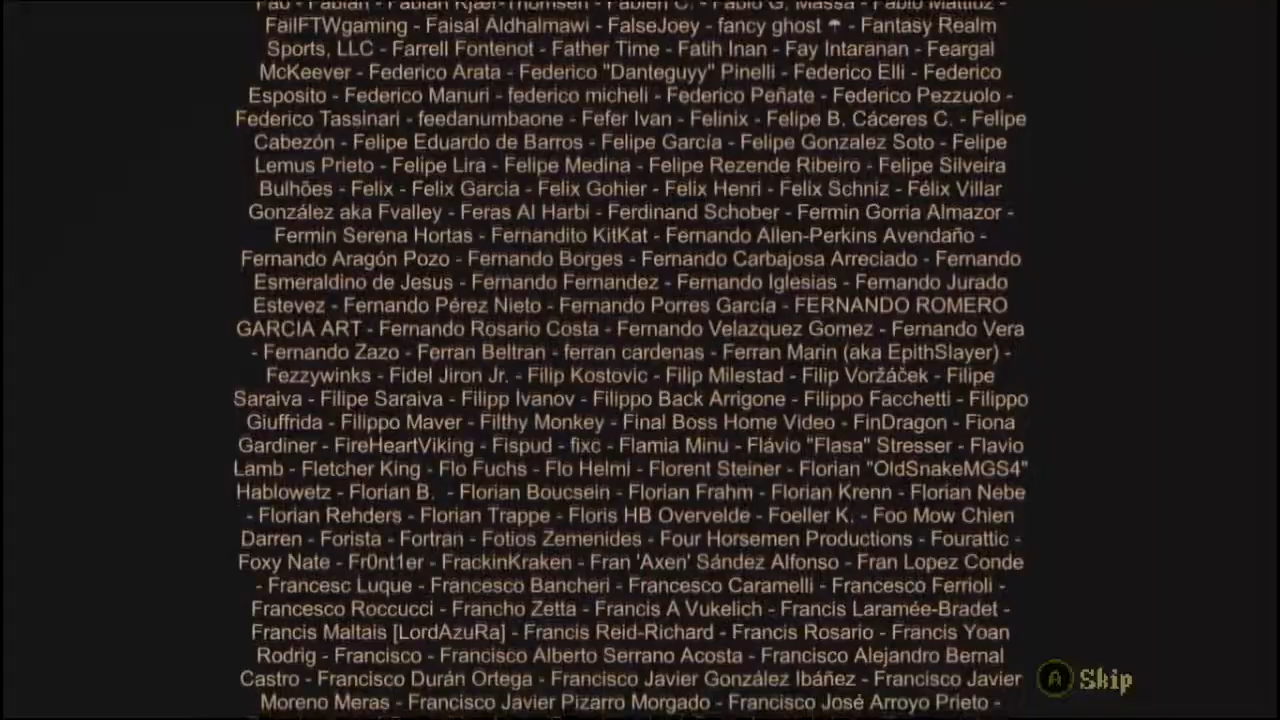 Fab - Fabian - Fabian Kjær-Thomsen - Fabien C. - Fabio G. Massa - Fabio Mattioz -
FailFTWgaming - Faisal Aldhalmawi - FalseJoey - fancy ghost ☂ - Fantasy Realm
Sports, LLC - Farrell Fontenot - Father Time - Fatih Inan - Fay Intaranan - Feargal
McKeever - Federico Arata - Federico "Danteguyy" Pinelli - Federico Elli - Federico
Esposito - Federico Manuri - federico micheli - Federico Peñate - Federico Pezzuolo -
Federico Tassinari - feedanumbaone - Fefer Ivan - Felinix - Felipe B. Cáceres C. - Felipe
Cabezón - Felipe Eduardo de Barros - Felipe García - Felipe Gonzalez Soto - Felipe
Lemus Prieto - Felipe Lira - Felipe Medina - Felipe Rezende Ribeiro - Felipe Silveira
Bulhões - Felix - Felix Garcia - Felix Gohier - Felix Henri - Felix Schniz - Félix Villar
González aka Fvalley - Feras Al Harbi - Ferdinand Schober - Fermin Gorria Almazor -
Fermin Serena Hortas - Fernandito KitKat - Fernando Allen-Perkins Avendaño -
Fernando Aragón Pozo - Fernando Borges - Fernando Carbajosa Arreciado - Fernando
Esmeraldino de Jesus - Fernando Fernandez - Fernando Iglesias - Fernando Jurado
Estevez - Fernando Pérez Nieto - Fernando Porres García - FERNANDO ROMERO
GARCIA ART - Fernando Rosario Costa - Fernando Velazquez Gomez - Fernando Vera
- Fernando Zazo - Ferran Beltran - ferran cardenas - Ferran Marin (aka EpithSlayer) -
Fezzywinks - Fidel Jiron Jr. - Filip Kostovic - Filip Milestad - Filip Voržáček - Filipe
Saraiva - Filipe Saraiva - Filipp Ivanov - Filippo Back Arrigone - Filippo Facchetti - Filippo
Giuffrida - Filippo Maver - Filthy Monkey - Final Boss Home Video - FinDragon - Fiona
Gardiner - FireHeartViking - Fispud - fixc - Flamia Minu - Flávio "Flasa" Stresser - Flavio
Lamb - Fletcher King - Flo Fuchs - Flo Helmi - Florent Steiner - Florian "OldSnakeMGS4"
Hablowetz - Florian B. - Florian Boucsein - Florian Frahm - Florian Krenn - Florian Nebe
- Florian Rehders - Florian Trappe - Floris HB Overvelde - Foeller K. - Foo Mow Chien
Darren - Forista - Fortran - Fotios Zemenides - Four Horsemen Productions - Fourattic -
Foxy Nate - Fr0nt1er - FrackinKraken - Fran 'Axen' Sández Alfonso - Fran Lopez Conde
- Francesc Luque - Francesco Bancheri - Francesco Caramelli - Francesco Ferrioli -
Francesco Roccucci - Francho Zetta - Francis A Vukelich - Francis Laramée-Bradet -
Francis Maltais [LordAzuRa] - Francis Reid-Richard - Francis Rosario - Francis Yoan
Rodrig - Francisco - Francisco Alberto Serrano Acosta - Francisco Alejandro Bernal
Castro - Francisco Durán Ortega - Francisco Javier González Ibáñez - Francisco Javier
Moreno Meras - Francisco Javier Pizarro Morgado - Francisco José Arroyo Prieto -
A Skip